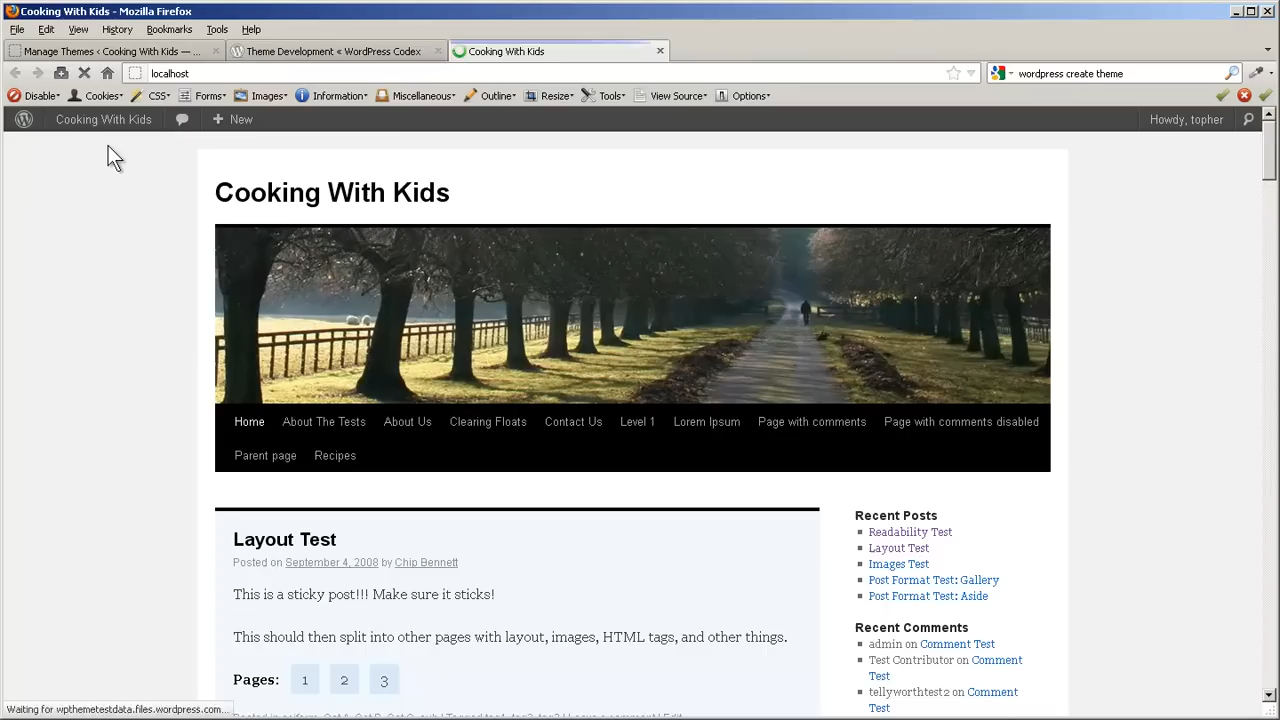 Cooking With Kids - Mozilla Firefox
File Edit View History Bookmarks Tools Help
Manage Themes ‹ Cooking With Kids — ...
Theme Development « WordPress Codex
Cooking With Kids
localhost
wordpress create theme
Disable Cookies CSS Forms Images Information Miscellaneous Outline Resize Tools View Source Options
Cooking With Kids
New
Howdy, topher
Cooking With Kids
Home About The Tests About Us Clearing Floats Contact Us Level 1 Lorem Ipsum Page with comments Page with comments disabled
Parent page Recipes
Layout Test
Posted on September 4, 2008 by Chip Bennett
This is a sticky post!!! Make sure it sticks!
This should then split into other pages with layout, images, HTML tags, and other things.
Pages: 1 2 3
Recent Posts
Readability Test
Layout Test
Images Test
Post Format Test: Gallery
Post Format Test: Aside
Recent Comments
admin on Comment Test
Test Contributor on Comment
Test
tellyworthtest2 on Comment
Test
Waiting for wpthemetestdata.files.wordpress.com...